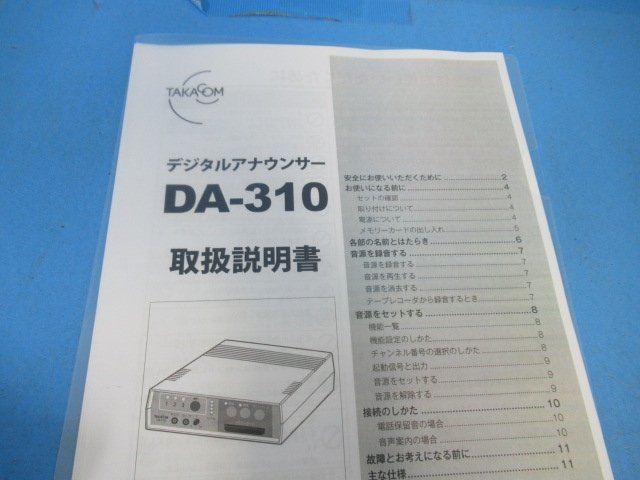 TAKACOM
デジタルアナウンサー
DA-310
取扱説明書
安全にお使いいただくために 2
お使いになる前に 4
セットの確認 4
取り付けについて 4
電源について 4
メモリーカードの出し入れ 5
各部の名前とはたらき 6
音源を録音する 7
音源を録音する 7
音源を再生する 7
音源を消去する 7
テープレコーダから録音するとき 7
音源をセットする 8
機能一覧 8
機能設定のしかた 8
チャンネル番号の選択のしかた 8
起動信号と出力 9
音源をセットする 9
音源を解除する 9
接続のしかた 10
電話保留音の場合 10
音声案内の場合 10
故障とお考えになる前に 11
主な仕様 11